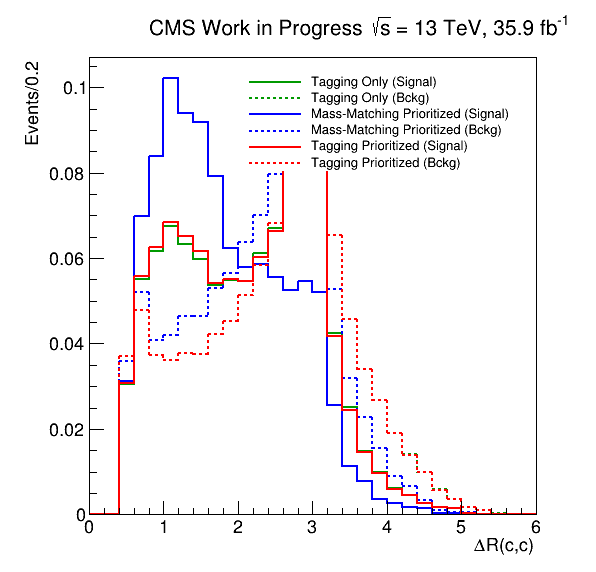 CMS Work in Progress √s = 13 TeV, 35.9 fb⁻¹
Events/0.2
Tagging Only (Signal)
Tagging Only (Bckg)
Mass-Matching Prioritized (Signal)
Mass-Matching Prioritized (Bckg)
Tagging Prioritized (Signal)
Tagging Prioritized (Bckg)
0.1
0.08
0.06
0.04
0.02
0
0 1 2 3 4 5 6
ΔR(c,c)